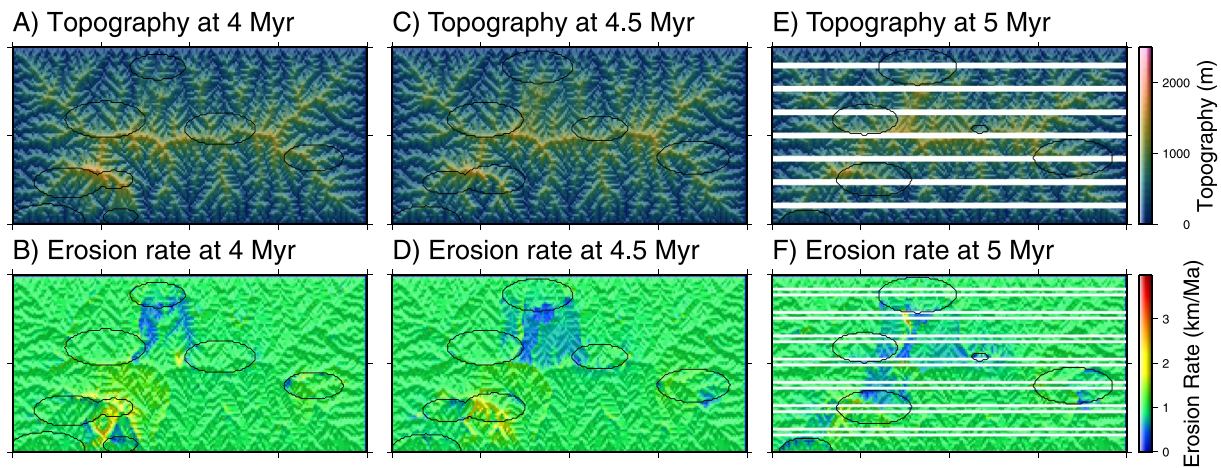 A) Topography at 4 Myr
C) Topography at 4.5 Myr
E) Topography at 5 Myr
2000
1000
0
Topography (m)
B) Erosion rate at 4 Myr
D) Erosion rate at 4.5 Myr
F) Erosion rate at 5 Myr
3
2
1
0
Erosion Rate (km/Ma)